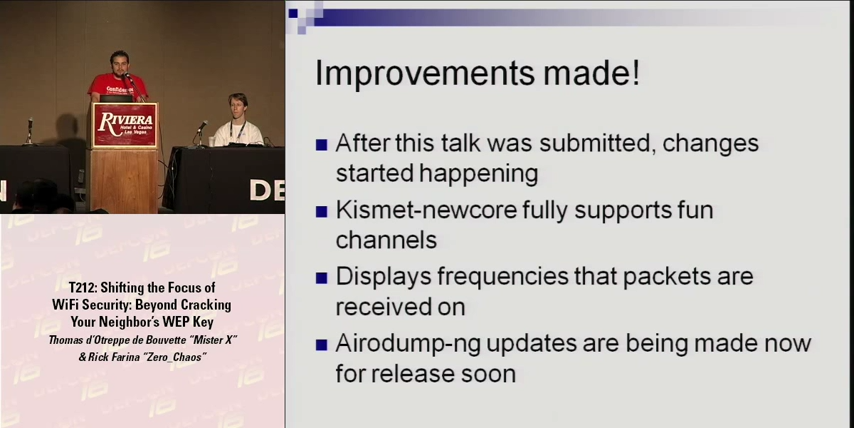 Confidence
RIVIERA
Hotel & Casino
Las Vegas
N
DE
T212: Shifting the Focus of
WiFi Security: Beyond Cracking
Your Neighbor's WEP Key
Thomas d'Otreppe de Bouvette "Mister X"
& Rick Farina "Zero_Chaos"
Improvements made!
After this talk was submitted, changes
started happening
Kismet-newcore fully supports fun
channels
Displays frequencies that packets are
received on
Airodump-ng updates are being made now
for release soon